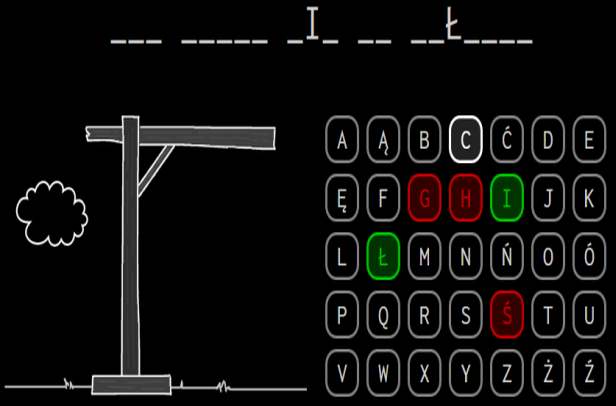 ___ _____ _I_ __ __Ł____
A Ą B C Ć D E
Ę F G H I J K
L Ł M N Ń O Ó
P Q R S Ś T U
V W X Y Z Ż Ź